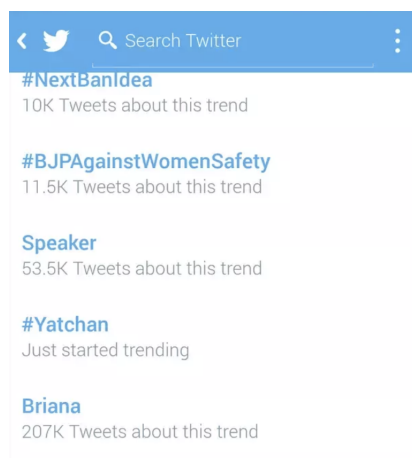 Search Twitter
#NextBanIdea
10K Tweets about this trend
#BJPAgainstWomenSafety
11.5K Tweets about this trend
Speaker
53.5K Tweets about this trend
#Yatchan
Just started trending
Briana
207K Tweets about this trend